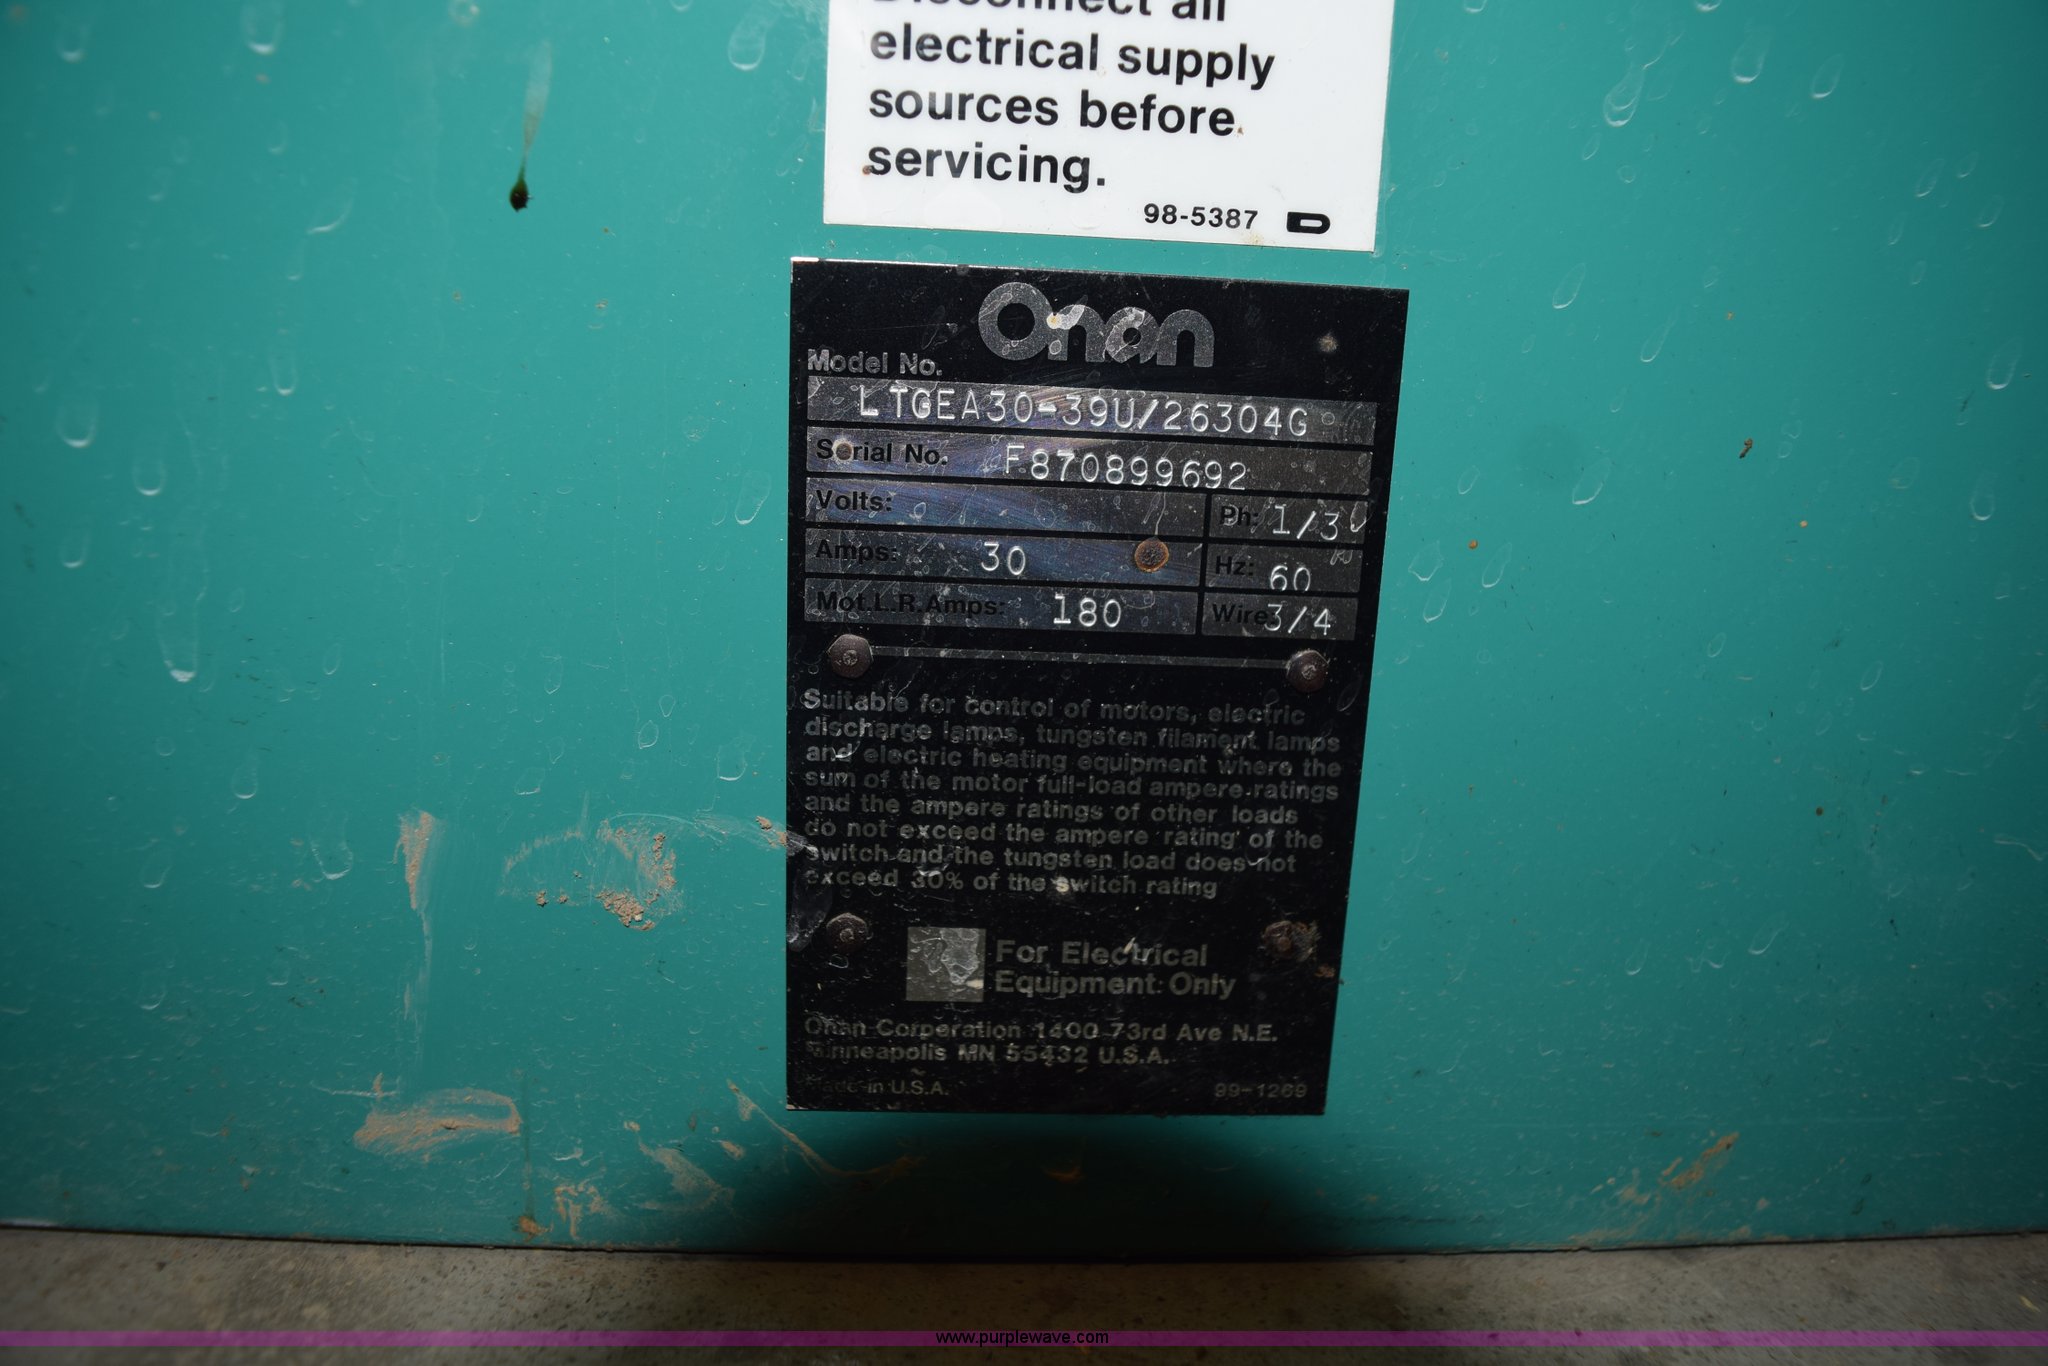 Disconnect all
electrical supply
sources before
servicing.
98-5387 D
Onan
Model No.
LTGEA30-39U/26304G
Serial No. F870899692
Volts: Ph: 1/3
Amps: 30 Hz: 60
Mot.L.R.Amps: 180 Wire 3/4
Suitable for control of motors, electric
discharge lamps, tungsten filament lamps
and electric heating equipment where the
sum of the motor full-load ampere ratings
and the ampere ratings of other loads
do not exceed the ampere rating of the
switch and the tungsten load does not
exceed 30% of the switch rating
For Electrical
Equipment Only
Onan Corporation 1400 73rd Ave N.E.
Minneapolis MN 55432 U.S.A.
Made in U.S.A. 99-1269
www.purplewave.com